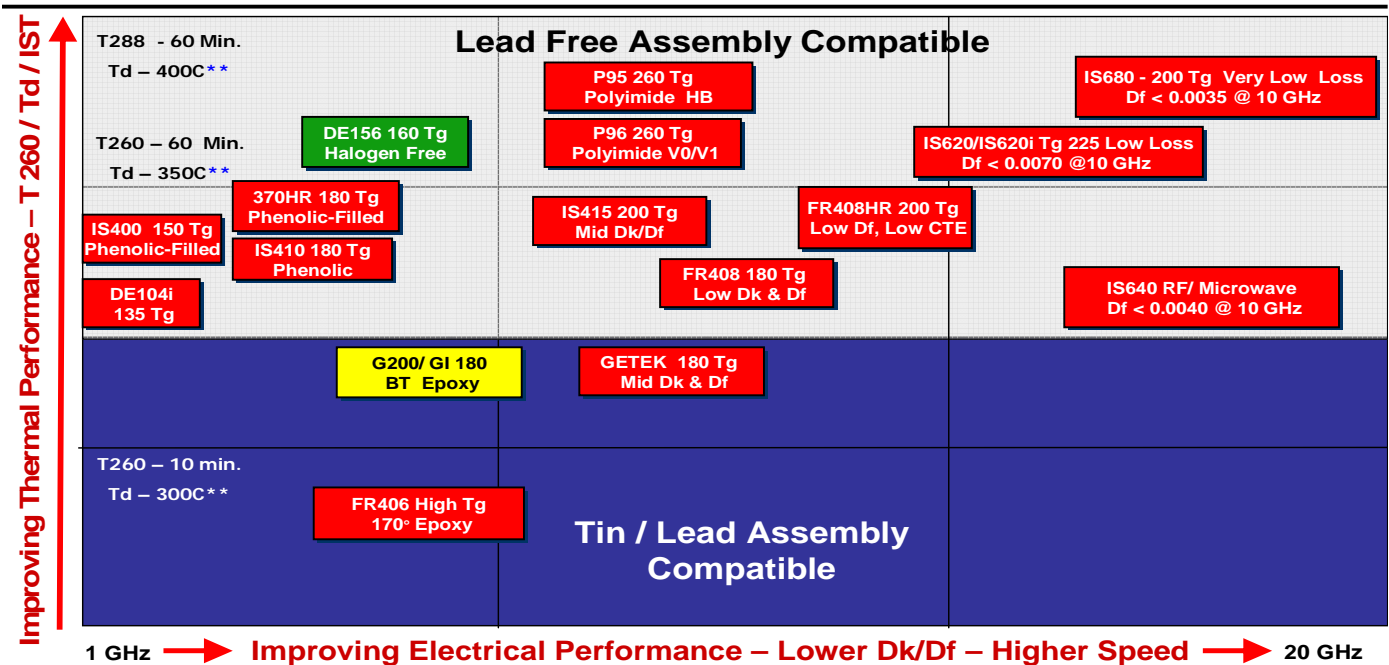 Improving Thermal Performance – T 260 / Td / IST
Lead Free Assembly Compatible
T288 - 60 Min.
Td – 400C**
P95 260 Tg
Polyimide HB
IS680 - 200 Tg Very Low Loss
Df < 0.0035 @ 10 GHz
DE156 160 Tg
Halogen Free
P96 260 Tg
Polyimide V0/V1
IS620/IS620i Tg 225 Low Loss
Df < 0.0070 @10 GHz
T260 – 60 Min.
Td – 350C**
370HR 180 Tg
Phenolic-Filled
IS400 150 Tg
Phenolic-Filled
IS410 180 Tg
Phenolic
IS415 200 Tg
Mid Dk/Df
FR408HR 200 Tg
Low Df, Low CTE
FR408 180 Tg
Low Dk & Df
IS640 RF/ Microwave
Df < 0.0040 @ 10 GHz
DE104i
135 Tg
G200/ GI 180
BT Epoxy
GETEK 180 Tg
Mid Dk & Df
T260 – 10 min.
Td – 300C**
FR406 High Tg
170° Epoxy
Tin / Lead Assembly
Compatible
1 GHz
Improving Electrical Performance – Lower Dk/Df – Higher Speed
20 GHz